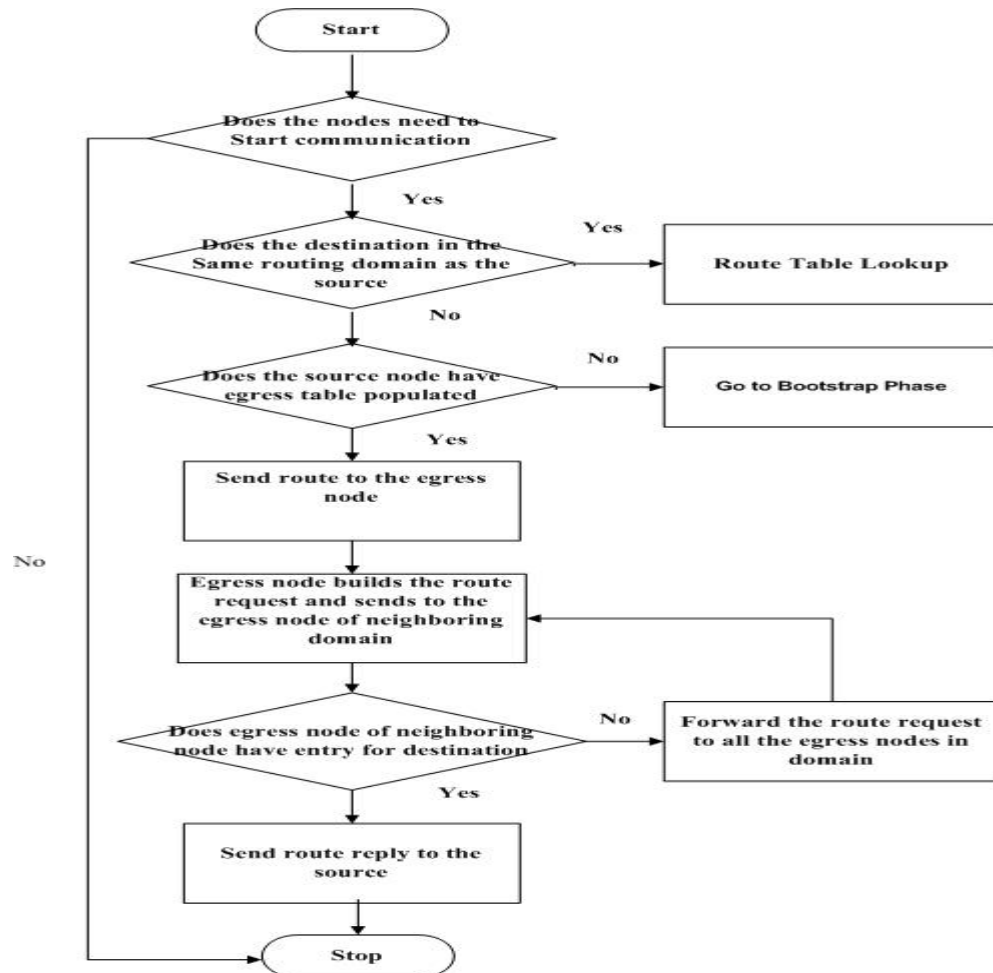 Start
Does the nodes need to
Start communication
Yes
Does the destination in the
Same routing domain as the
source
Yes
Route Table Lookup
No
Does the source node have
egress table populated
No
Go to Bootstrap Phase
Yes
Send route to the egress
node
No
Egress node builds the route
request and sends to the
egress node of neighboring
domain
Does egress node of neighboring
node have entry for destination
No
Forward the route request
to all the egress nodes in
domain
Yes
Send route reply to the
source
Stop